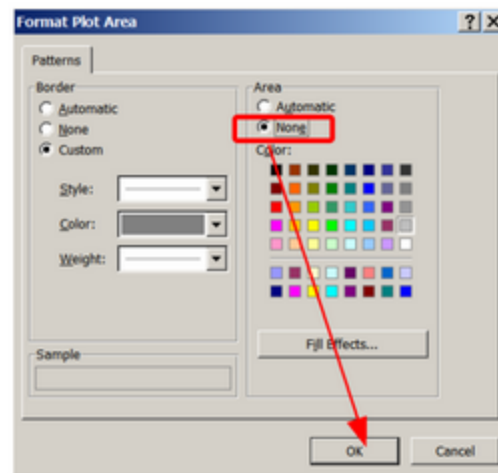 Format Plot Area
Patterns
Border
Automatic
None
Custom
Style:
Color:
Weight:
Sample
Area
Automatic
None
Color:
Fill Effects...
OK
Cancel